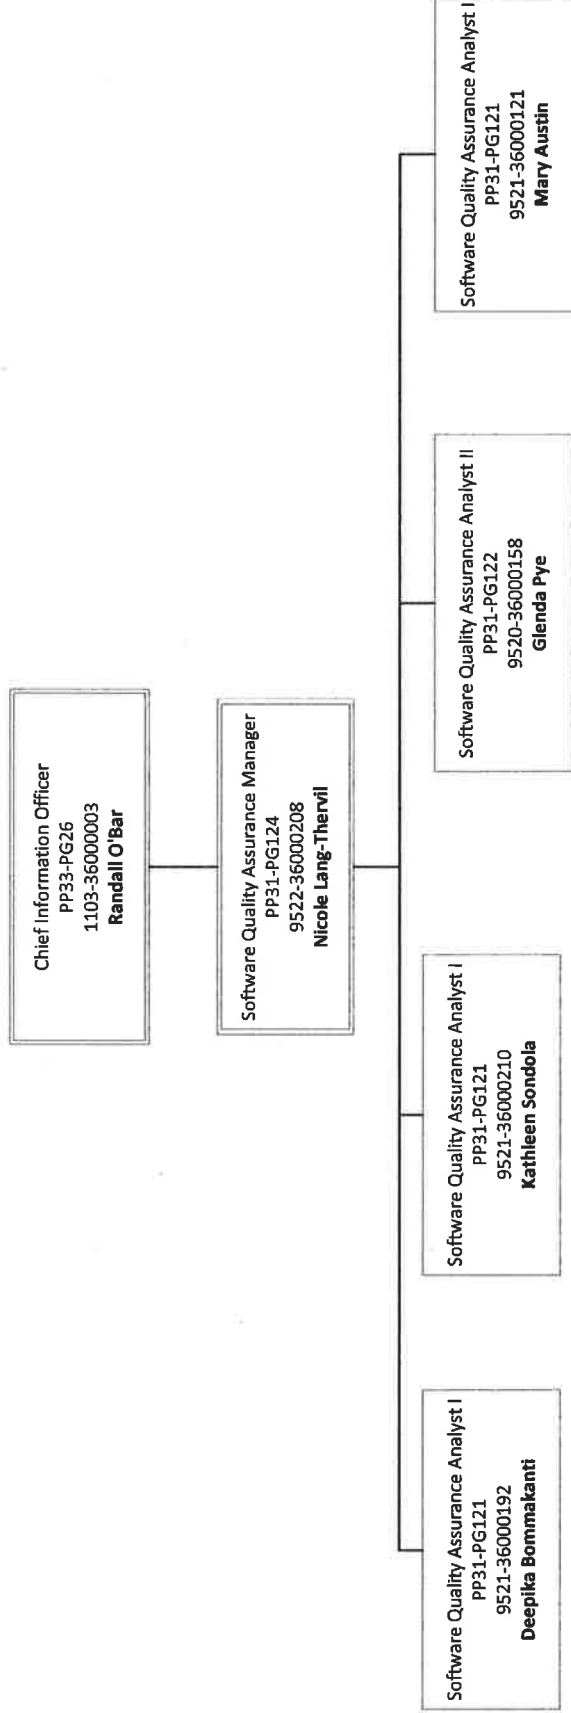 Chief Information Officer
PP33-PG26
1103-36000003
Randall O'Bar
Software Quality Assurance Manager
PP31-PG124
9522-36000208
Nicole Lang-Thervil
Software Quality Assurance Analyst I
PP31-PG121
9521-36000192
Deepika Bommakanti
Software Quality Assurance Analyst I
PP31-PG121
9521-36000210
Kathleen Sondola
Software Quality Assurance Analyst II
PP31-PG122
9520-36000158
Glenda Pye
Software Quality Assurance Analyst I
PP31-PG121
9521-36000121
Mary Austin